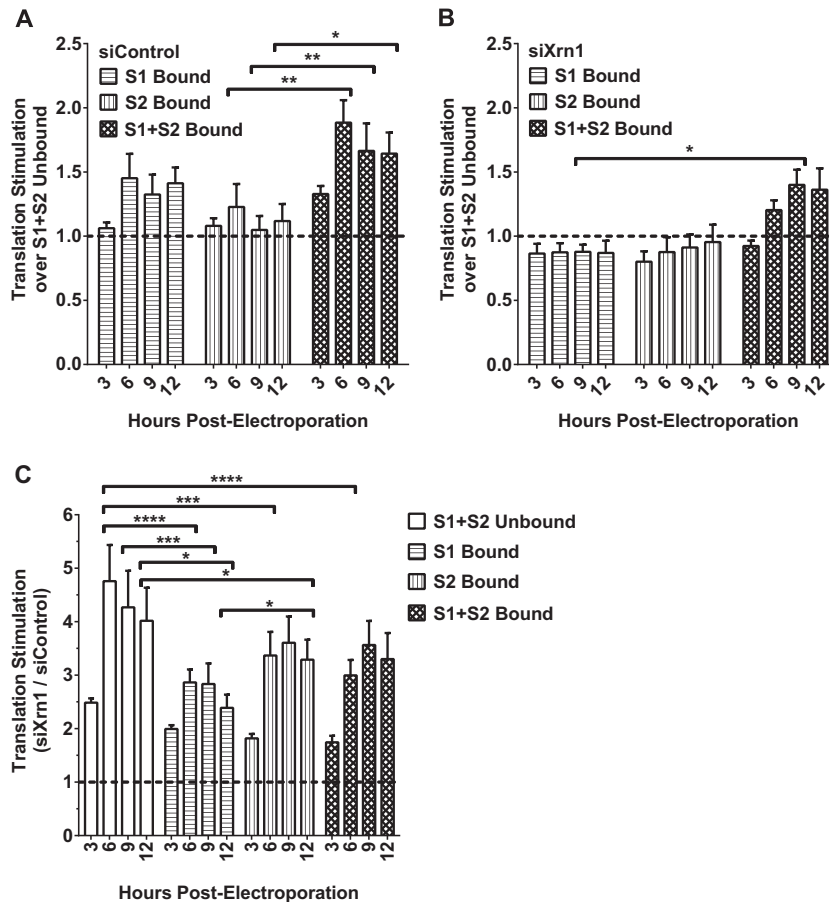 A
siControl
S1 Bound
S2 Bound
S1+S2 Bound
*
**
**
2.5
2.0
1.5
1.0
0.5
0.0
Translation Stimulation
over S1+S2 Unbound
3 6 9 12 3 6 9 12 3 6 9 12
Hours Post-Electroporation
B
siXrn1
S1 Bound
S2 Bound
S1+S2 Bound
*
2.5
2.0
1.5
1.0
0.5
0.0
Translation Stimulation
over S1+S2 Unbound
3 6 9 12 3 6 9 12 3 6 9 12
Hours Post-Electroporation
C
****
***
****
***
*
*
*
6
5
4
3
2
1
0
Translation Stimulation
(siXrn1 / siControl)
3 6 9 12 3 6 9 12 3 6 9 12 3 6 9 12
Hours Post-Electroporation
S1+S2 Unbound
S1 Bound
S2 Bound
S1+S2 Bound